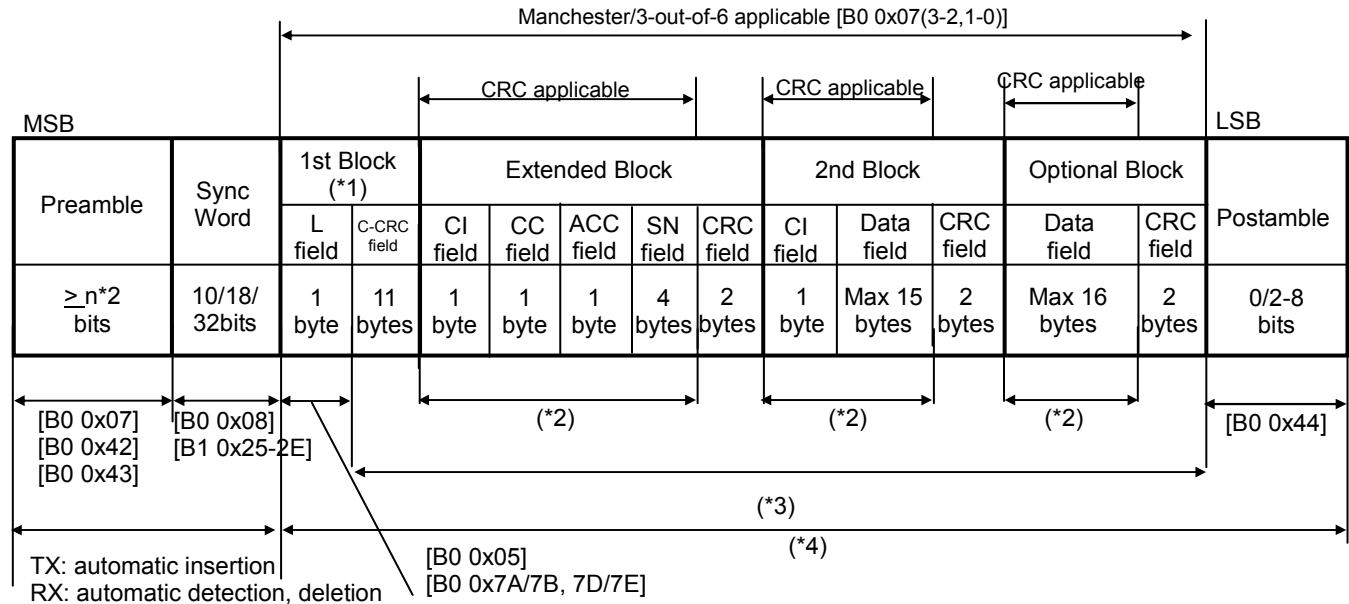 Manchester/3-out-of-6 applicable [B0 0x07(3-2,1-0)]
CRC applicable CRC applicable CRC applicable
MSB LSB
Preamble Sync Word 1st Block (*1) Extended Block 2nd Block Optional Block Postamble
L field C-CRC field CI field CC field ACC field SN field CRC field CI field Data field CRC field Data field CRC field
≥ n*2 bits 10/18/32bits 1 byte 11 bytes 1 byte 1 byte 1 byte 4 bytes 2 bytes 1 byte Max 15 bytes 2 bytes Max 16 bytes 2 bytes 0/2-8 bits
[B0 0x07] [B0 0x08] (*2) (*2) (*2) [B0 0x44]
[B0 0x42] [B1 0x25-2E]
[B0 0x43]
(*3)
(*4)
TX: automatic insertion [B0 0x05]
RX: automatic detection, deletion [B0 0x7A/7B, 7D/7E]